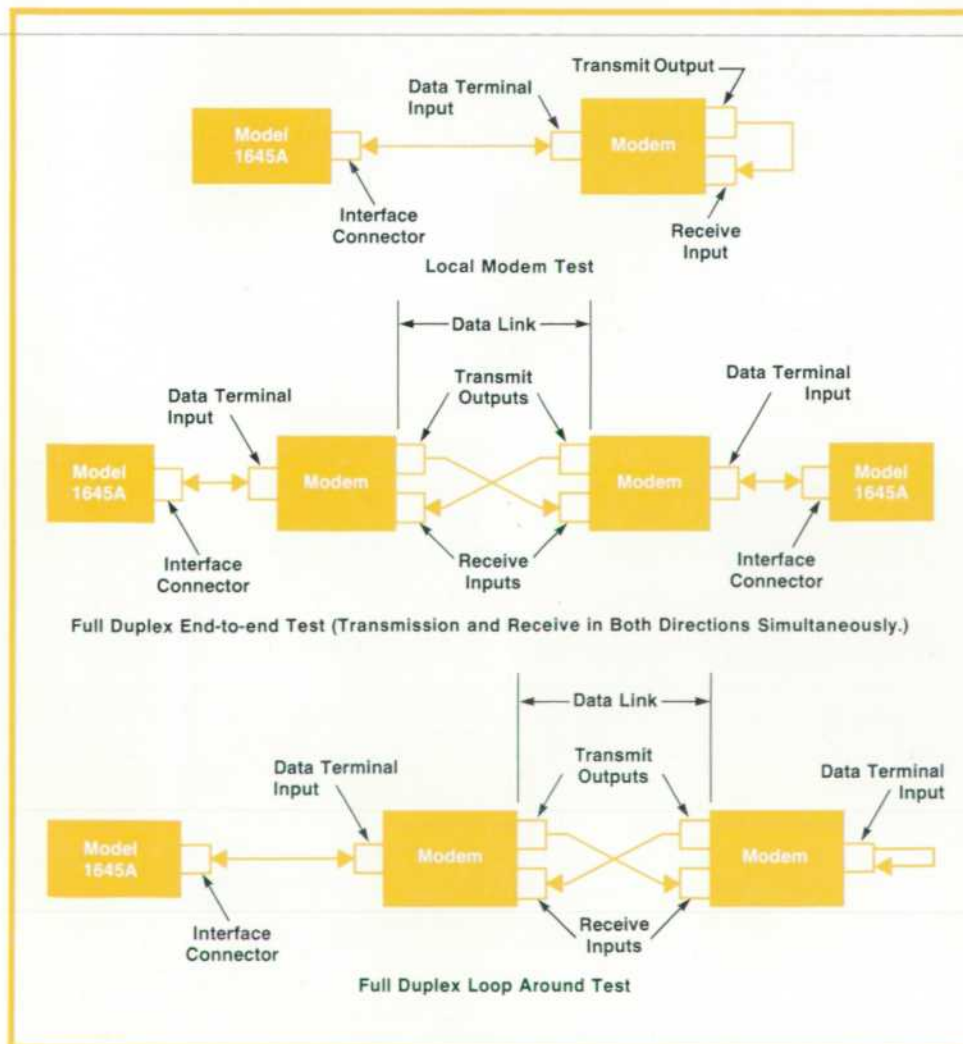 Transmit Output
Data Terminal
Input
Model
1645A
Modem
Interface
Connector
Receive
Input
Local Modem Test
Data Link
Data Terminal
Input
Transmit
Outputs
Data Terminal
Input
Model
1645A
Modem
Modem
Model
1645A
Interface
Connector
Receive
Inputs
Interface
Connector
Full Duplex End-to-end Test (Transmission and Receive in Both Directions Simultaneously.)
Data Link
Data Terminal
Input
Transmit
Outputs
Data Terminal
Input
Model
1645A
Modem
Modem
Interface
Connector
Receive
Inputs
Full Duplex Loop Around Test